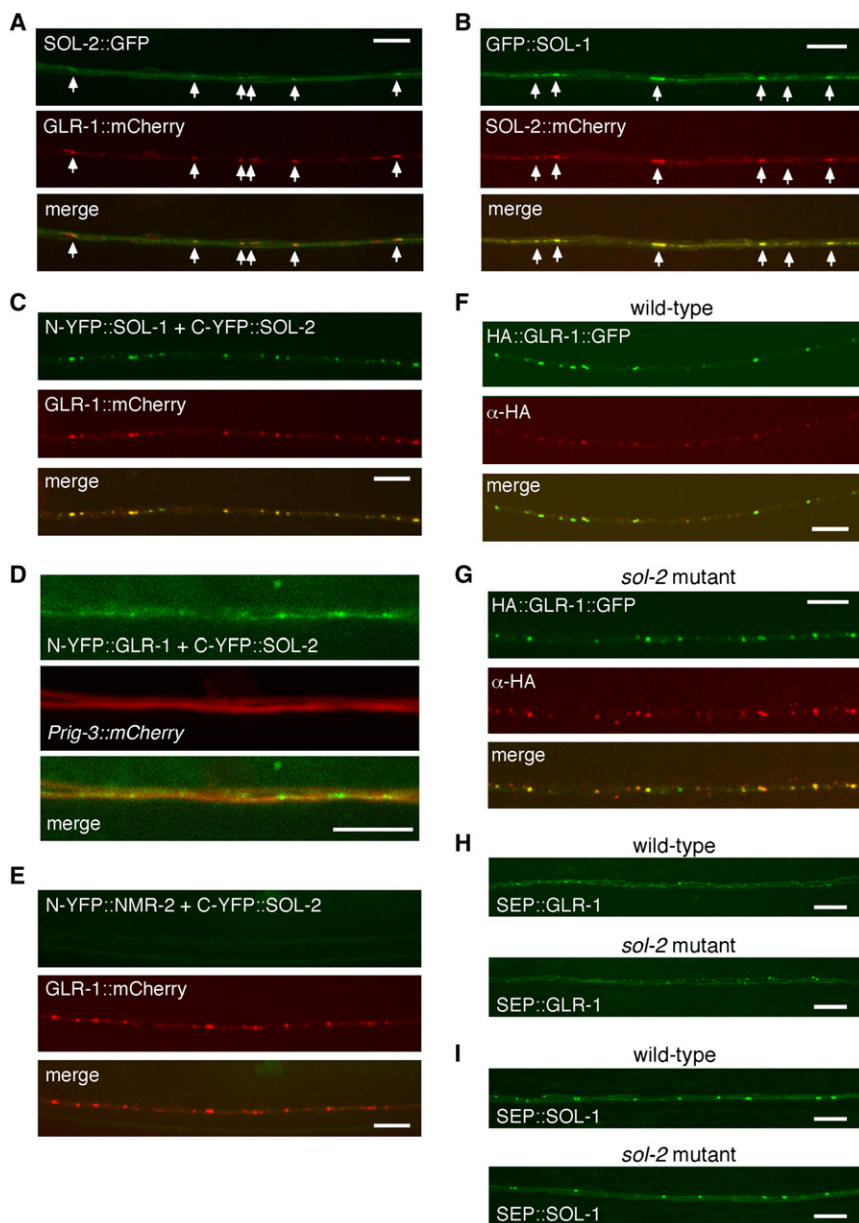 A
SOL-2::GFP
GLR-1::mCherry
merge
B
GFP::SOL-1
SOL-2::mCherry
merge
C
N-YFP::SOL-1 + C-YFP::SOL-2
GLR-1::mCherry
merge
D
N-YFP::GLR-1 + C-YFP::SOL-2
Prig-3::mCherry
merge
E
N-YFP::NMR-2 + C-YFP::SOL-2
GLR-1::mCherry
merge
F
wild-type
HA::GLR-1::GFP
α-HA
merge
G
sol-2 mutant
HA::GLR-1::GFP
α-HA
merge
H
wild-type
SEP::GLR-1
sol-2 mutant
SEP::GLR-1
I
wild-type
SEP::SOL-1
sol-2 mutant
SEP::SOL-1